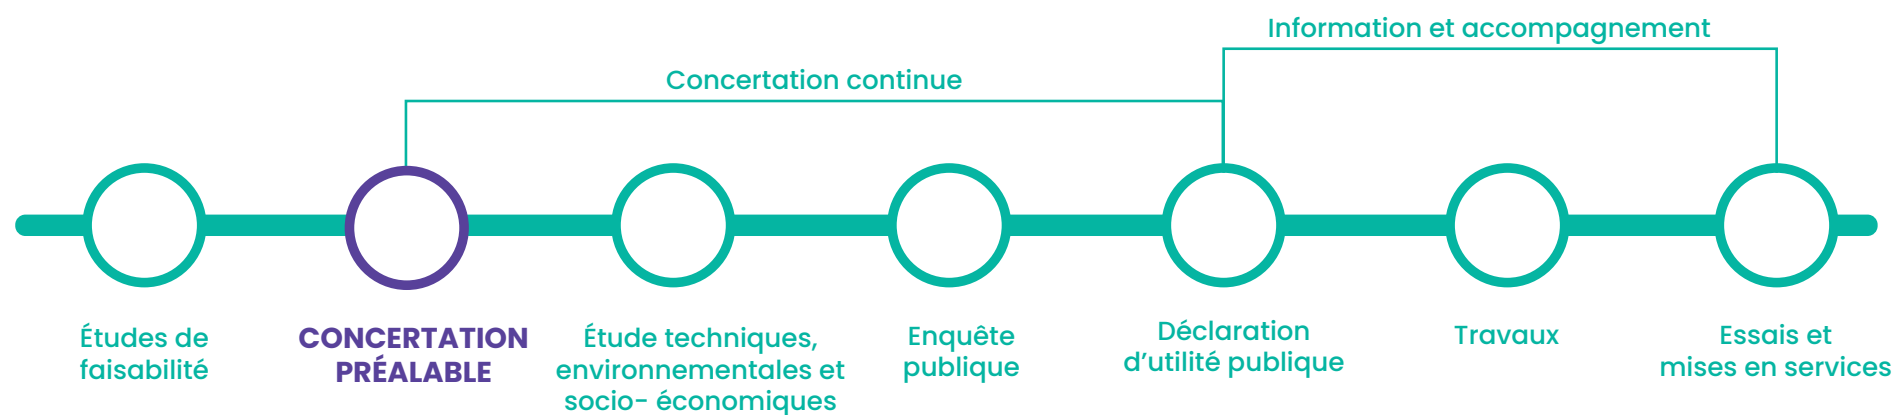 Information et accompagnement
Concertation continue
Études de
faisabilité
CONCERTATION
PRÉALABLE
Étude techniques,
environnementales et
socio- économiques
Enquête
publique
Déclaration
d’utilité publique
Travaux
Essais et
mises en services